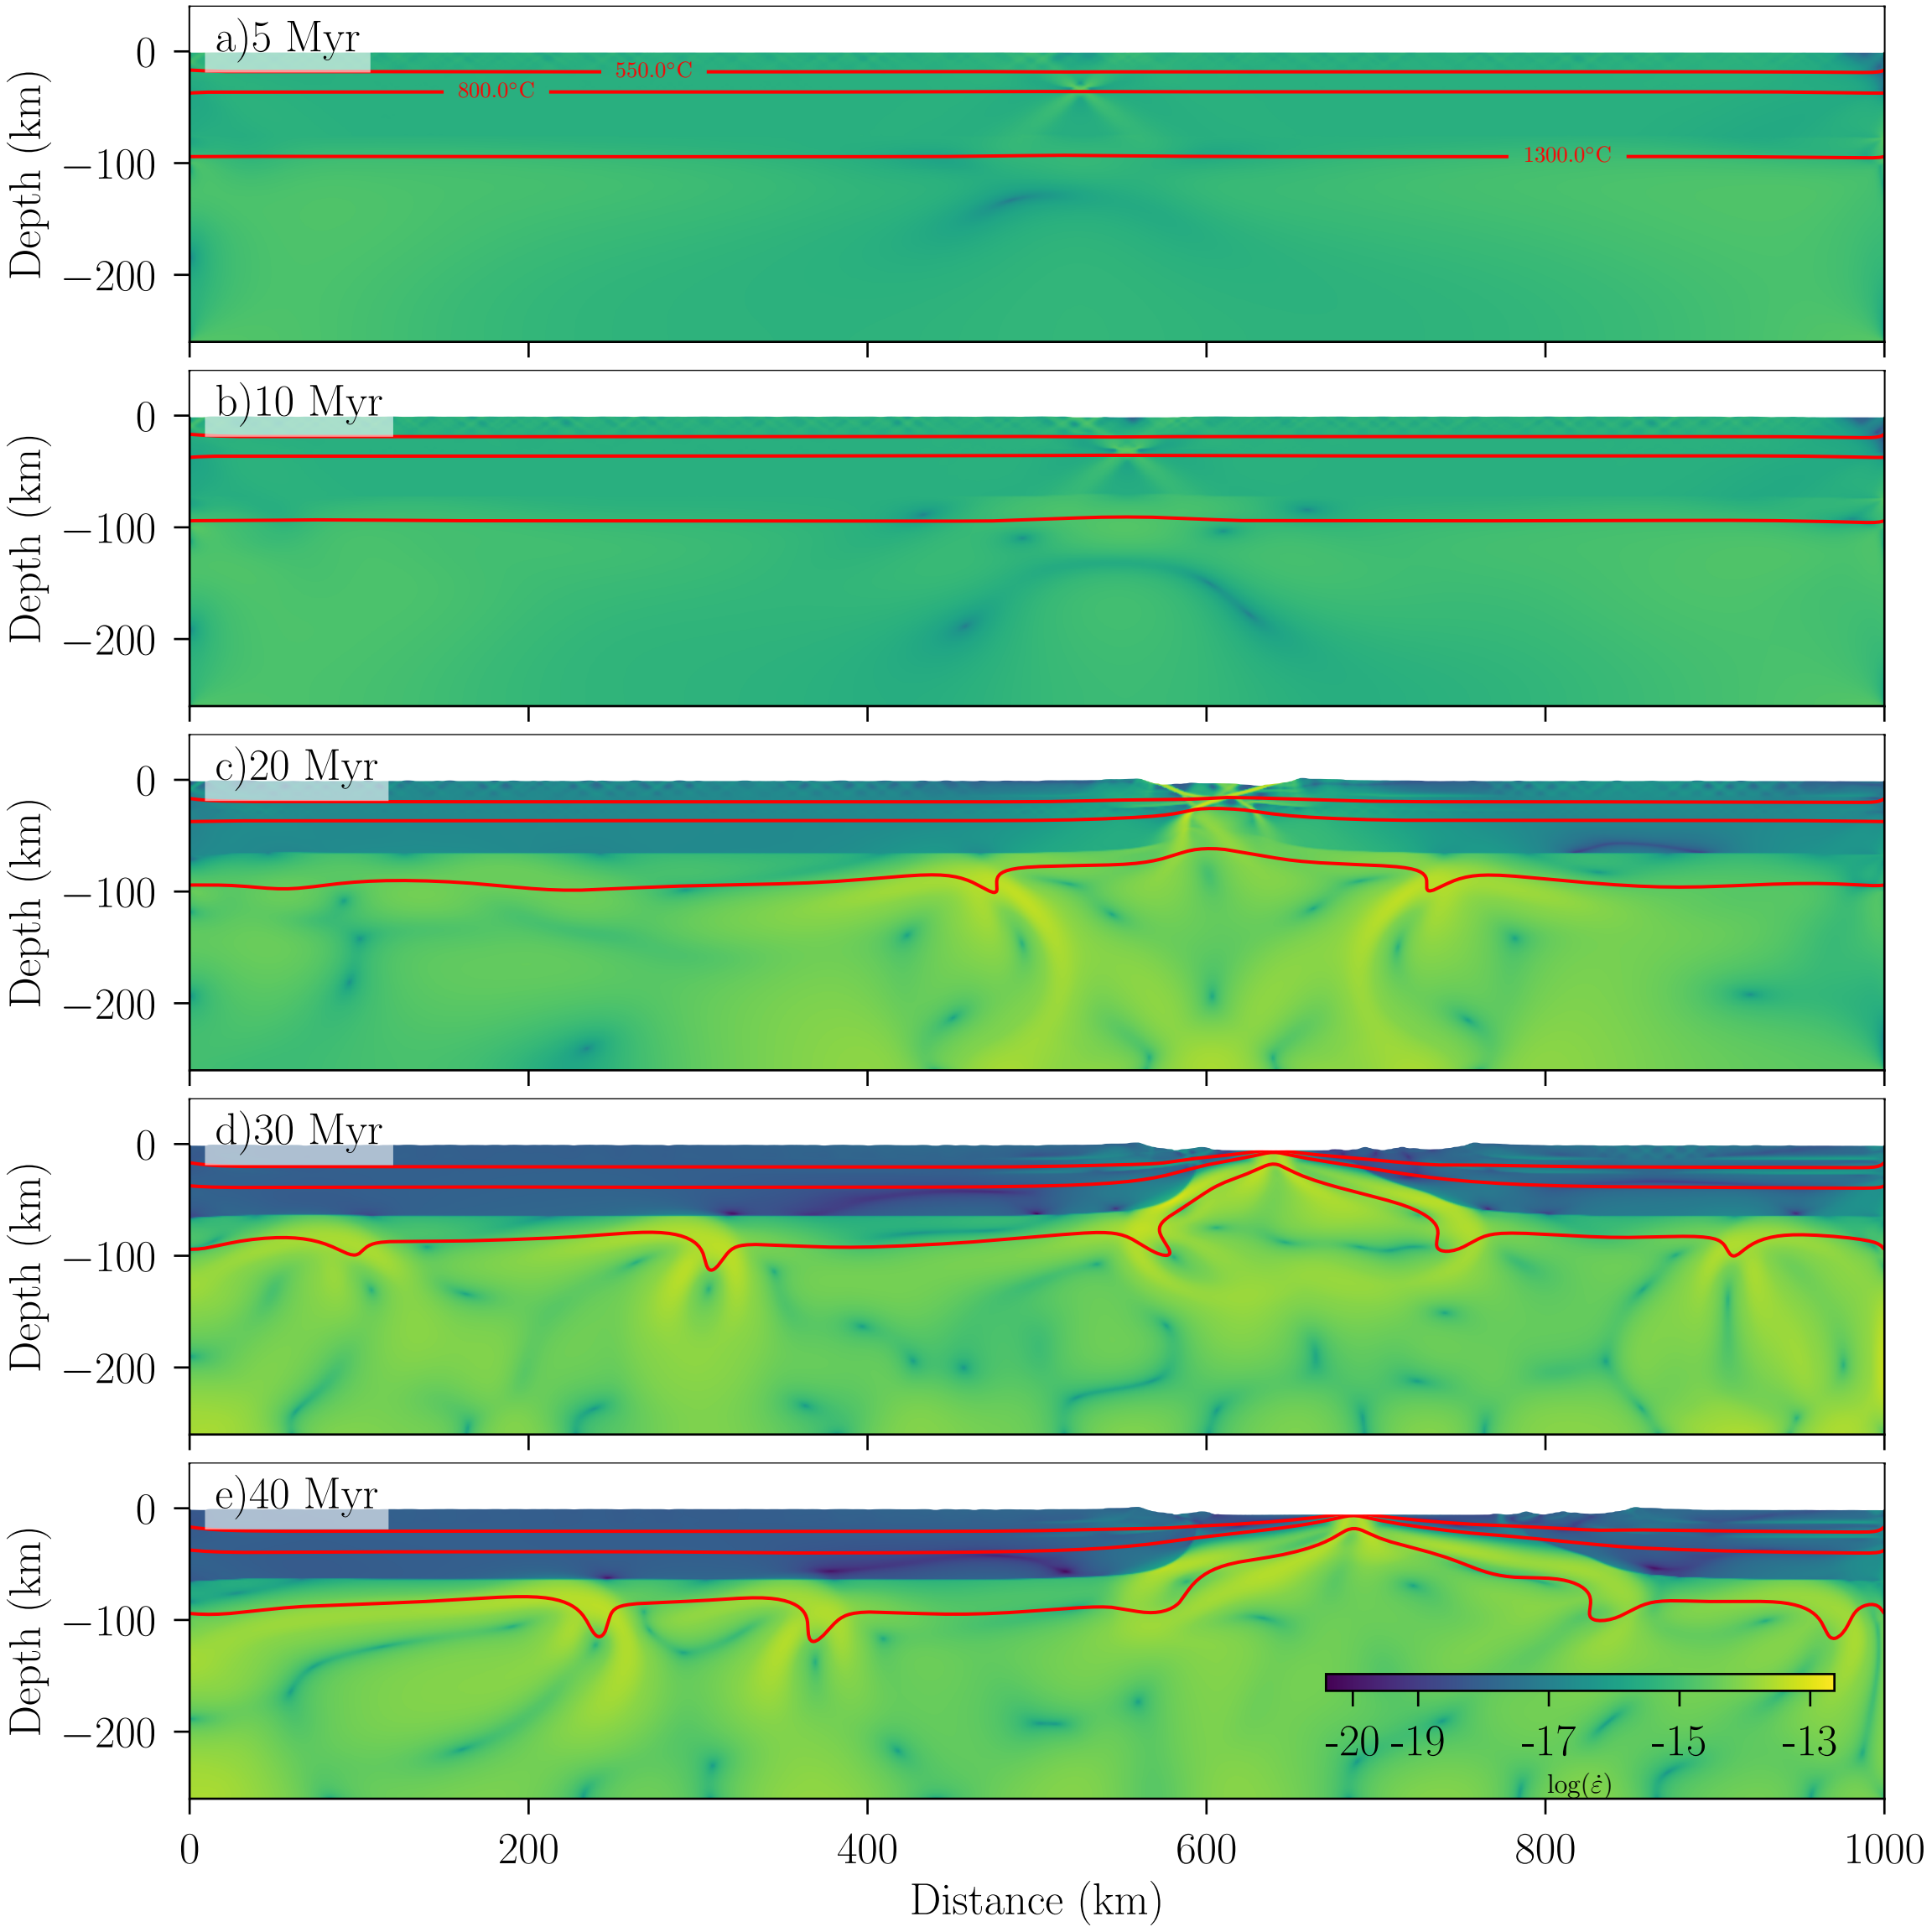 a)5 Myr
0
550.0°C
800.0°C
−100
1300.0°C
−200
Depth (km)
b)10 Myr
0
−100
−200
Depth (km)
c)20 Myr
0
−100
−200
Depth (km)
d)30 Myr
0
−100
−200
Depth (km)
e)40 Myr
0
−100
−200
Depth (km)
-20 -19 -17 -15 -13
log(ε̇)
0 200 400 600 800 1000
Distance (km)